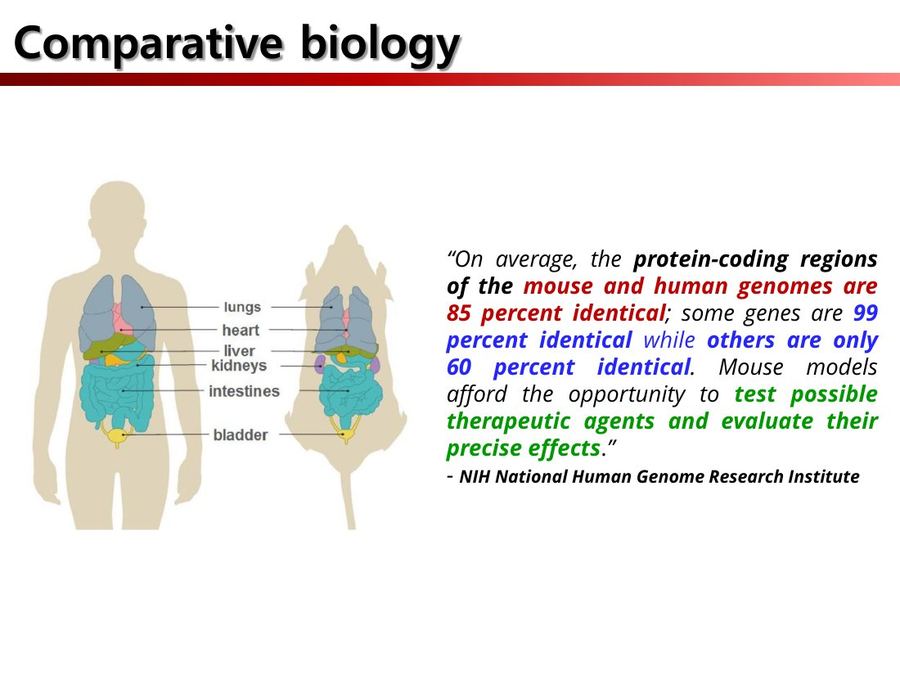 Comparative biology
lungs
heart
liver
kidneys
intestines
bladder
“On average, the protein-coding regions
of the mouse and human genomes are
85 percent identical; some genes are 99
percent identical while others are only
60 percent identical. Mouse models
afford the opportunity to test possible
therapeutic agents and evaluate their
precise effects.”
- NIH National Human Genome Research Institute